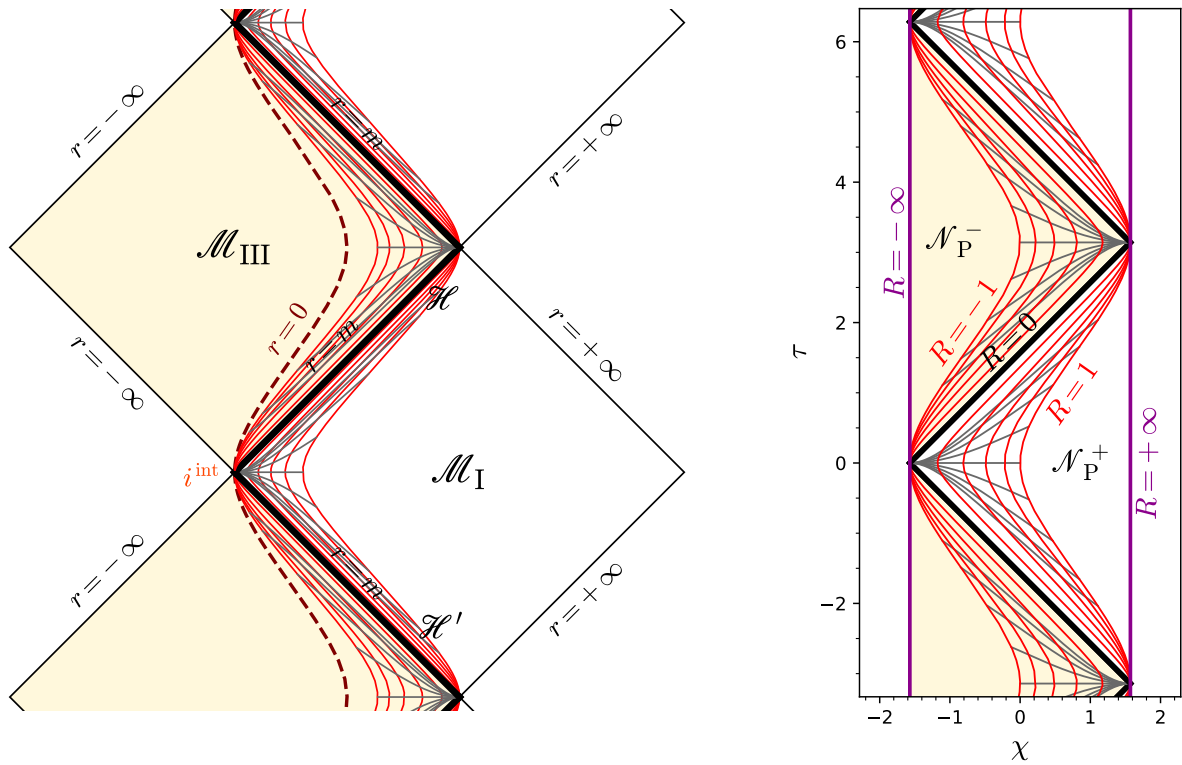 r = −∞
r = m
r = +∞
ℳ_III
r = 0
ℋ
r = m
r = −∞
r = +∞
i^int
ℳ_I
r = −∞
r = m
ℋ′
r = +∞
6
4
2
0
−2
τ
R = −∞
𝒩_P^−
R = −1
R = 0
R = 1
𝒩_P^+
R = +∞
−2
−1
0
1
2
χ